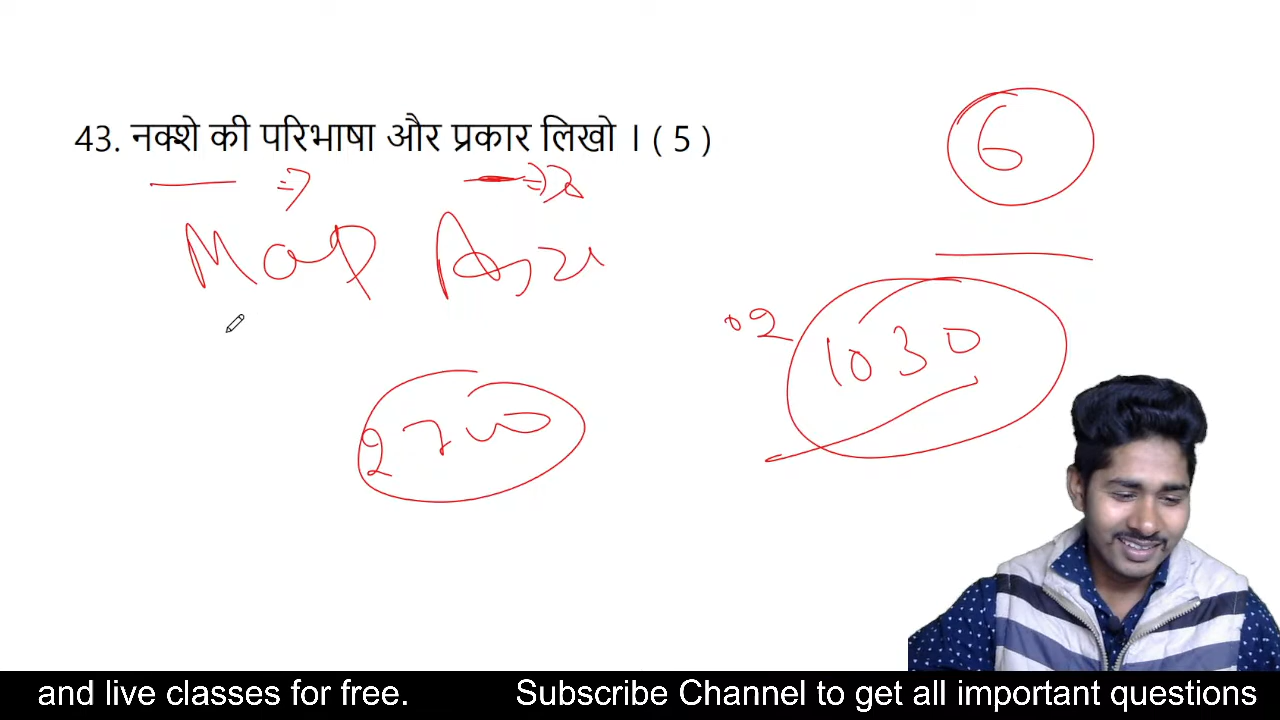 43. नक्शे की परिभाषा और प्रकार लिखो । ( 5 )
6
Map
02
1030
2700
and live classes for free. Subscribe Channel to get all important questions